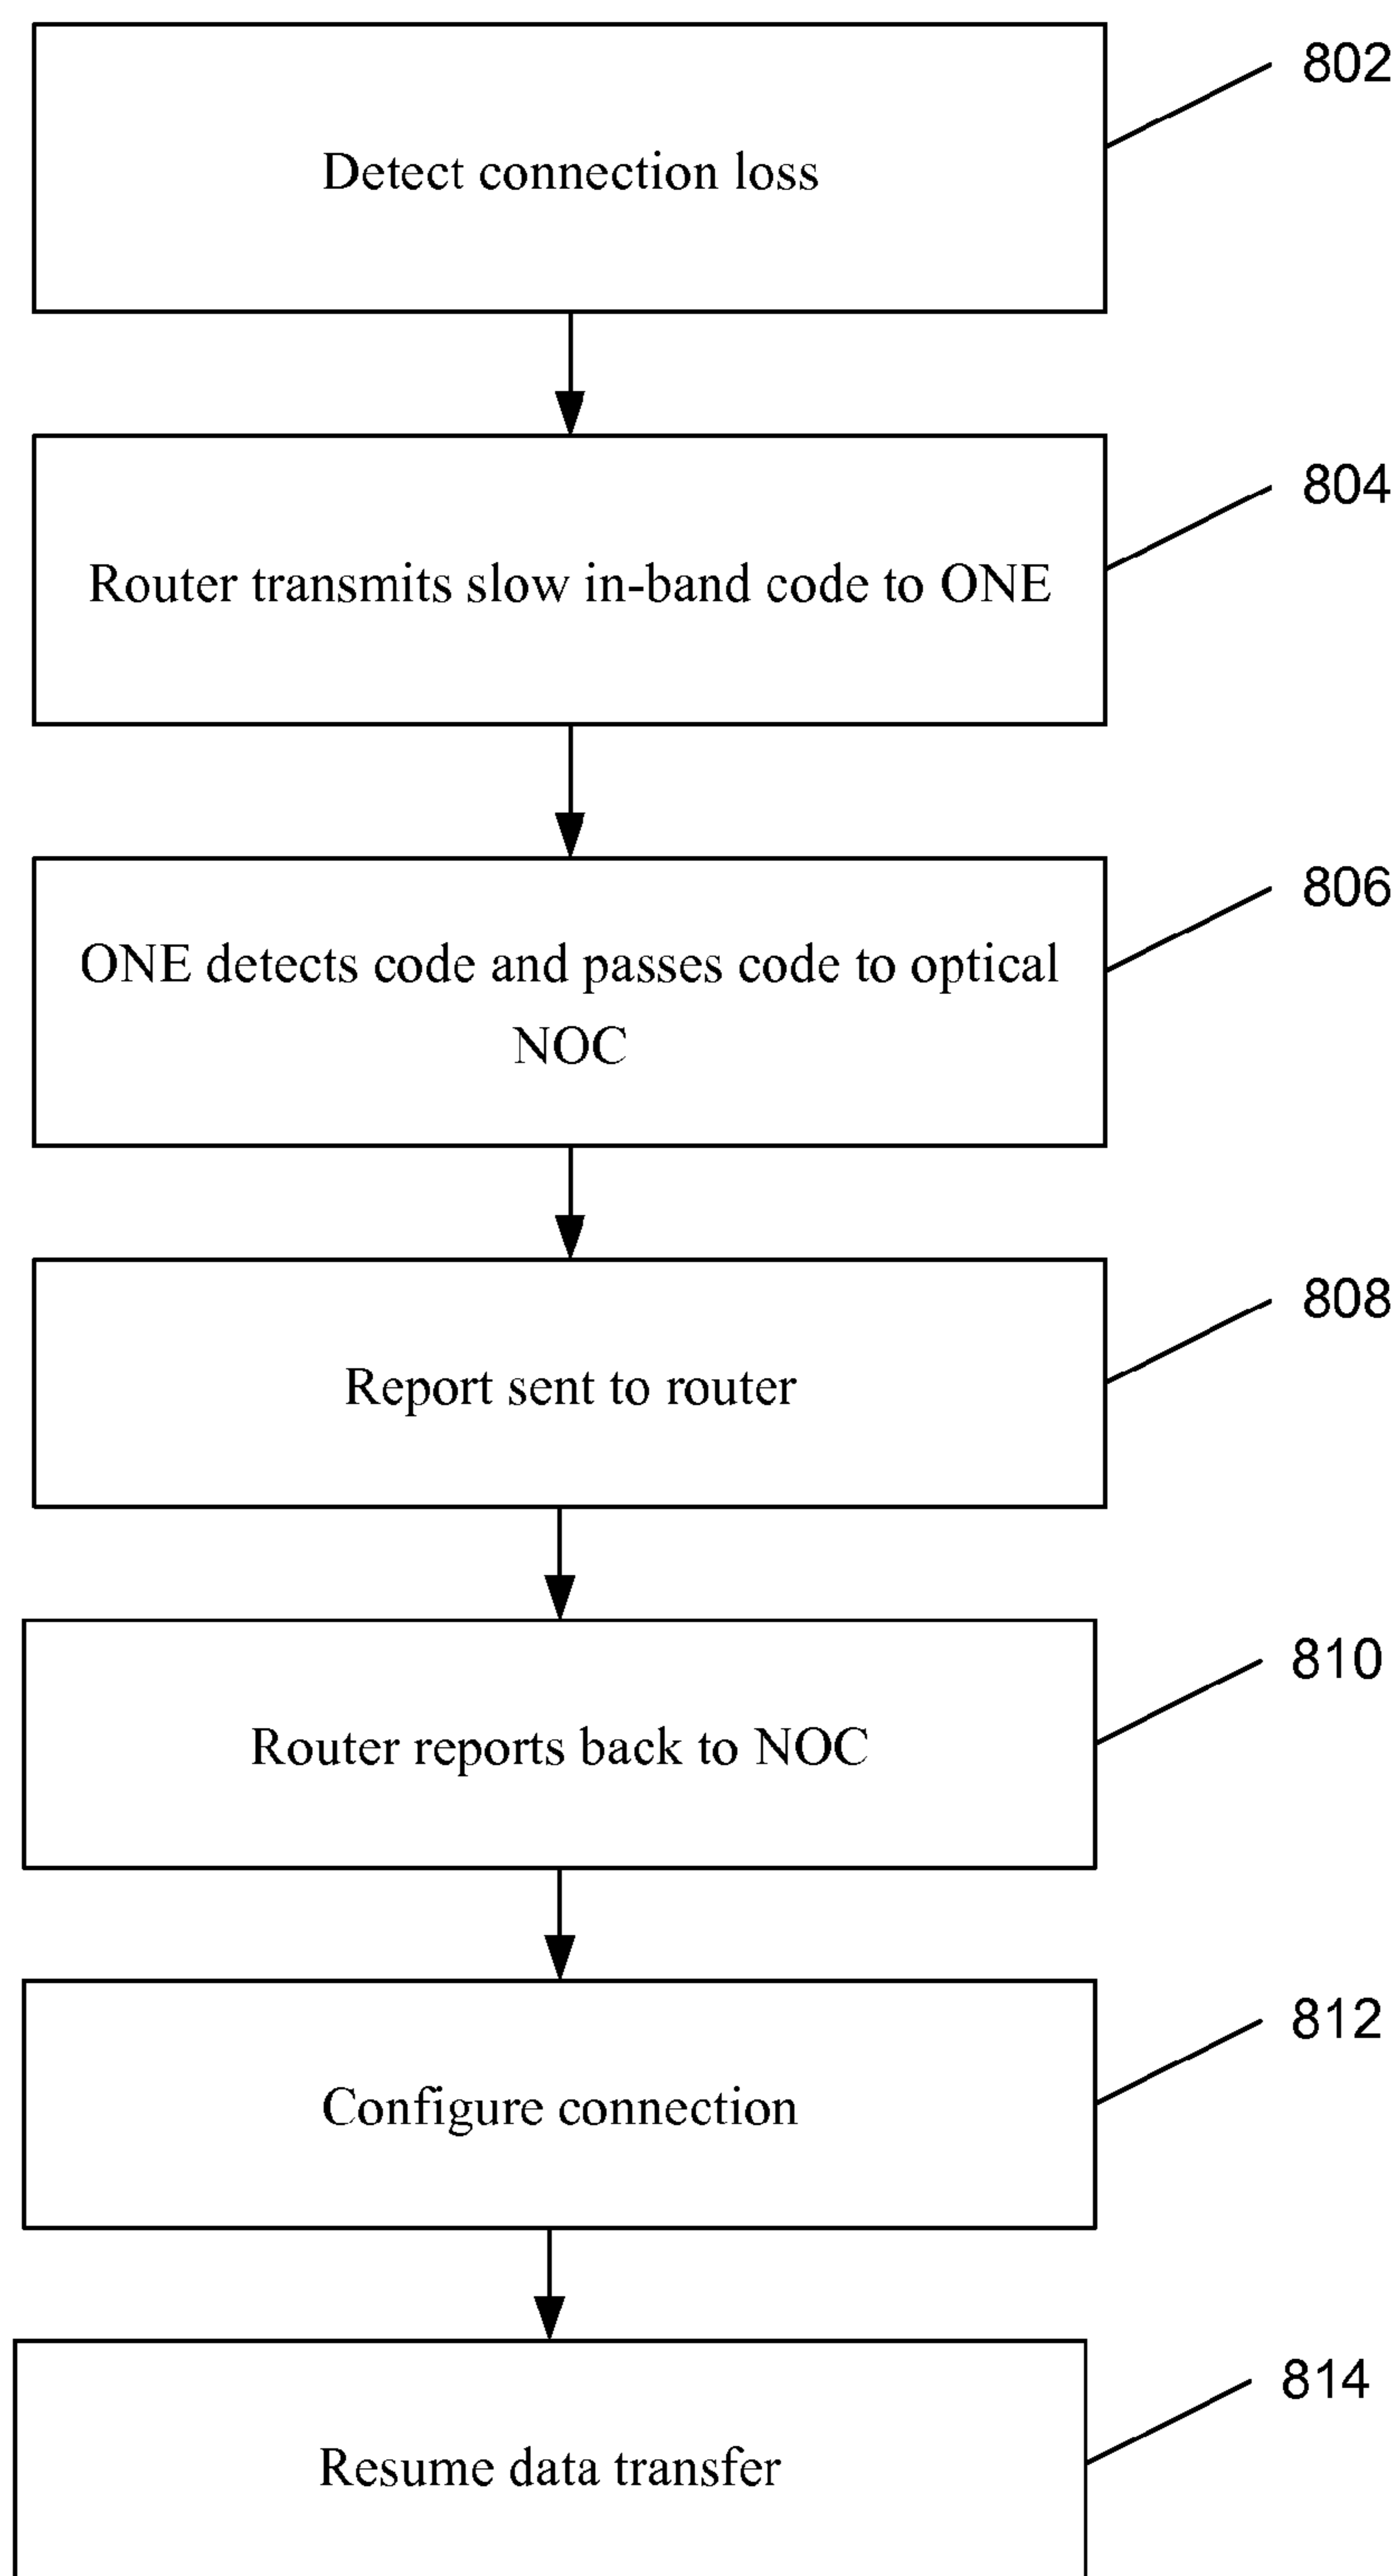 802
Detect connection loss
804
Router transmits slow in-band code to ONE
806
ONE detects code and passes code to optical
NOC
808
Report sent to router
810
Router reports back to NOC
812
Configure connection
814
Resume data transfer